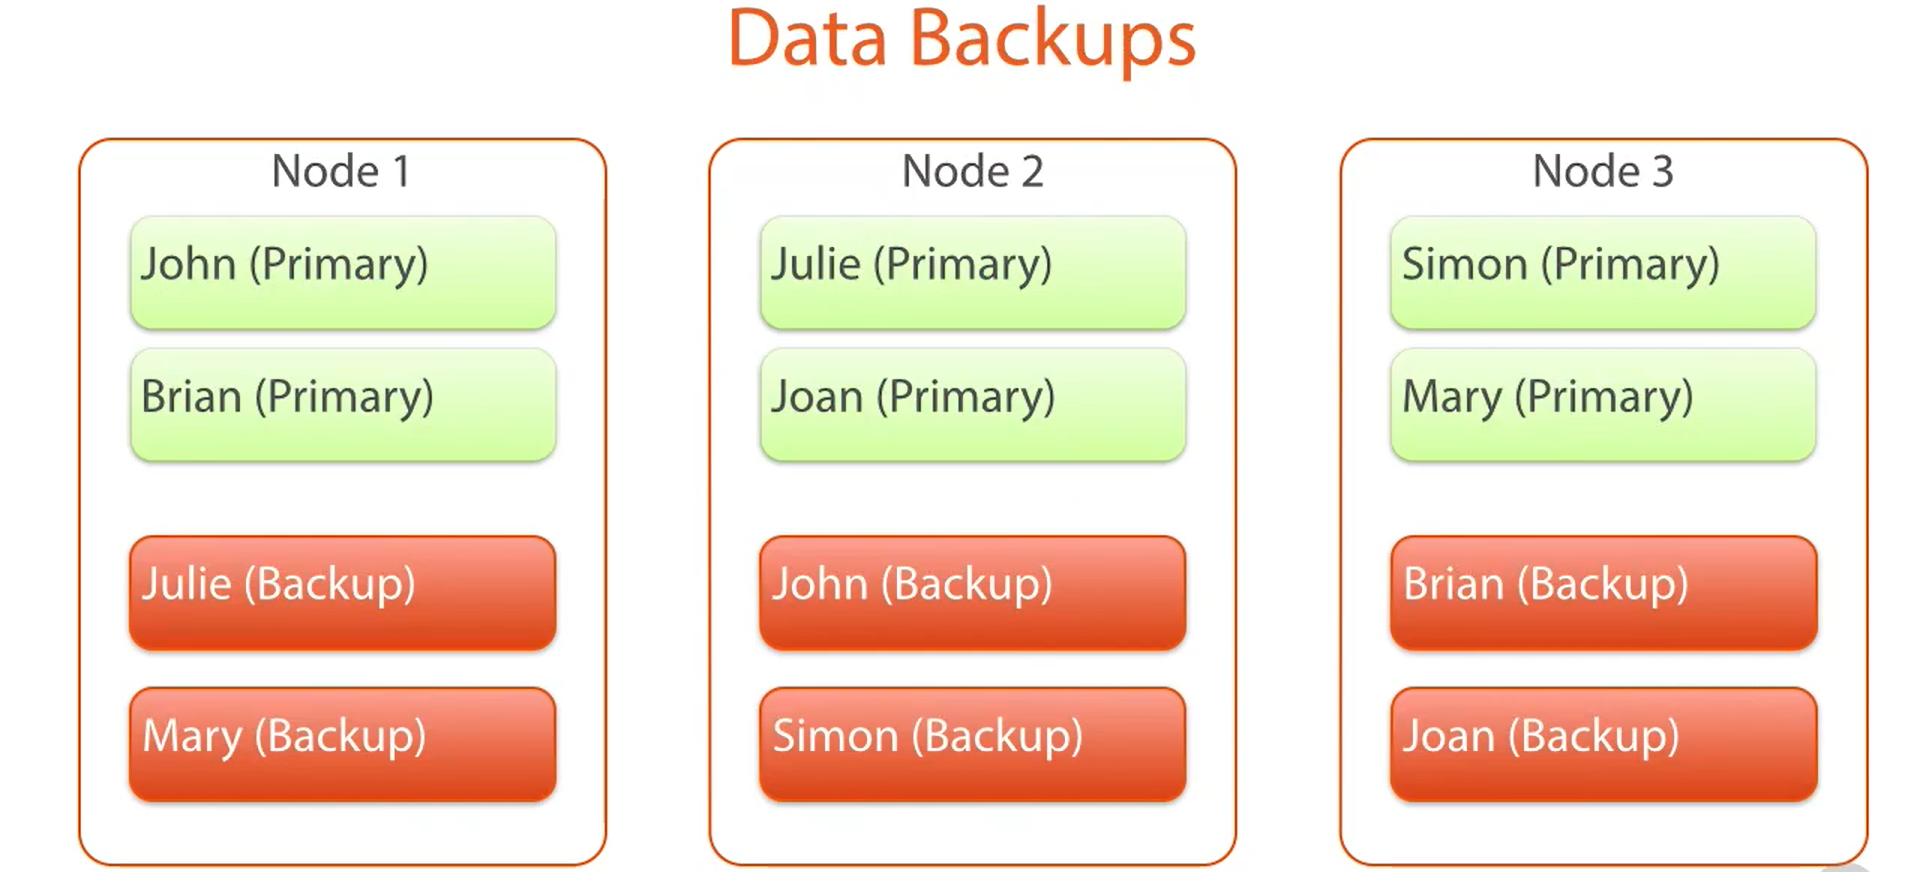 Data Backups
Node 1
John (Primary)
Brian (Primary)
Julie (Backup)
Mary (Backup)
Node 2
Julie (Primary)
Joan (Primary)
John (Backup)
Simon (Backup)
Node 3
Simon (Primary)
Mary (Primary)
Brian (Backup)
Joan (Backup)